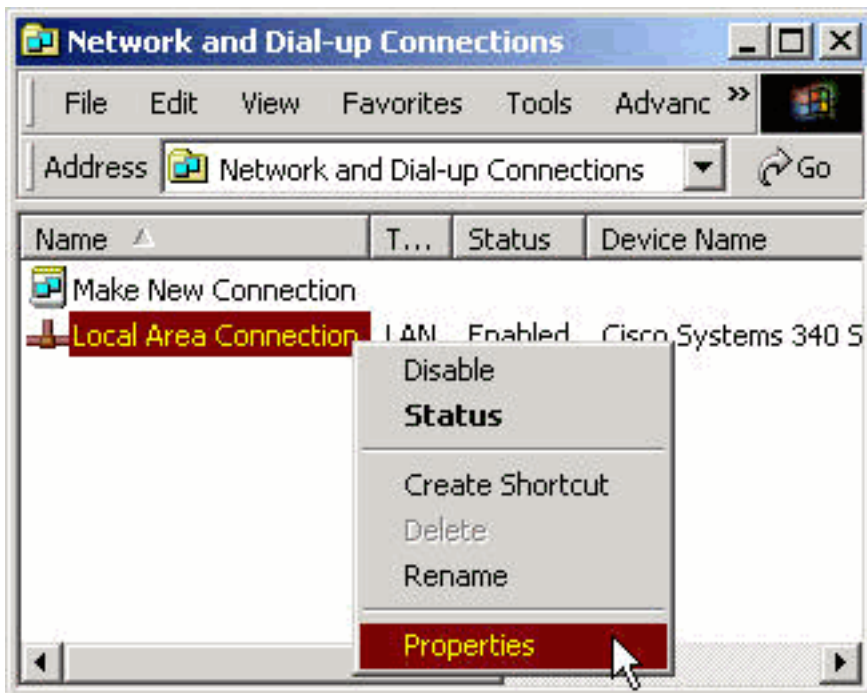 Network and Dial-up Connections
File Edit View Favorites Tools Advanc »
Address Network and Dial-up Connections Go
Name T... Status Device Name
Make New Connection
Local Area Connection LAN Enabled Cisco Systems 340 S
Disable
Status
Create Shortcut
Delete
Rename
Properties